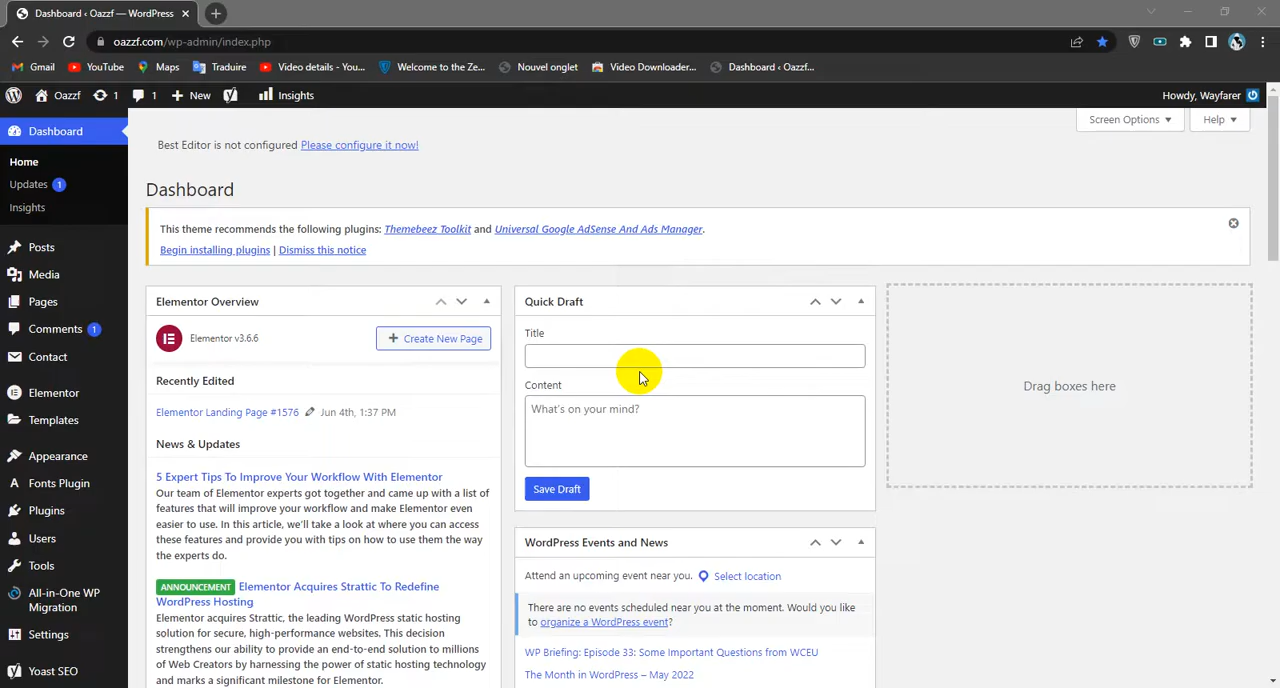 Dashboard ‹ Oazzf — WordPress
oazzf.com/wp-admin/index.php
Gmail YouTube Maps Traduire Video details - You... Welcome to the Ze... Nouvel onglet Video Downloader... Dashboard ‹ Oazzf...
Oazzf 1 1 New Insights Howdy, Wayfarer
Screen Options Help
Dashboard
Home
Updates 1
Insights
Posts
Media
Pages
Comments 1
Contact
Elementor
Templates
Appearance
Fonts Plugin
Plugins
Users
Tools
All-in-One WP
Migration
Settings
Yoast SEO
Best Editor is not configured Please configure it now!
Dashboard
This theme recommends the following plugins: Themebeez Toolkit and Universal Google AdSense And Ads Manager.
Begin installing plugins | Dismiss this notice
Elementor Overview
Elementor v3.6.6
Create New Page
Recently Edited
Elementor Landing Page #1576 Jun 4th, 1:37 PM
News & Updates
5 Expert Tips To Improve Your Workflow With Elementor
Our team of Elementor experts got together and came up with a list of
features that will improve your workflow and make Elementor even
easier to use. In this article, we'll take a look at where you can access
these features and provide you with tips on how to use them the way
the experts do.
ANNOUNCEMENT Elementor Acquires Strattic To Redefine
WordPress Hosting
Elementor acquires Strattic, the leading WordPress static hosting
solution for secure, high-performance websites. This decision
strengthens our ability to provide an end-to-end solution to millions
of Web Creators by harnessing the power of static hosting technology
and marks a significant milestone for Elementor.
Quick Draft
Title
Content
What's on your mind?
Save Draft
WordPress Events and News
Attend an upcoming event near you. Select location
There are no events scheduled near you at the moment. Would you like
to organize a WordPress event?
WP Briefing: Episode 33: Some Important Questions from WCEU
The Month in WordPress – May 2022
Drag boxes here